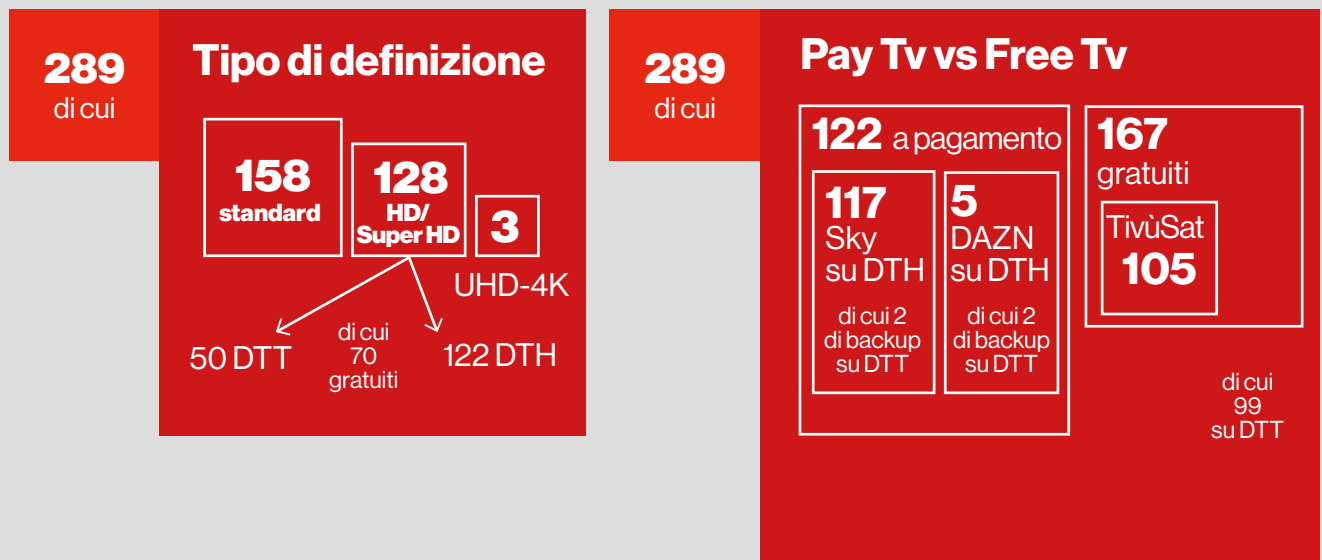 289
di cui
Tipo di definizione
158
standard
128
HD/
Super HD
3
UHD-4K
50 DTT
di cui
70
gratuiti
122 DTH
289
di cui
Pay Tv vs Free Tv
122 a pagamento
117
Sky
su DTH
di cui 2
di backup
su DTT
5
DAZN
su DTH
di cui 2
di backup
su DTT
167
gratuiti
TivùSat
105
di cui
99
su DTT